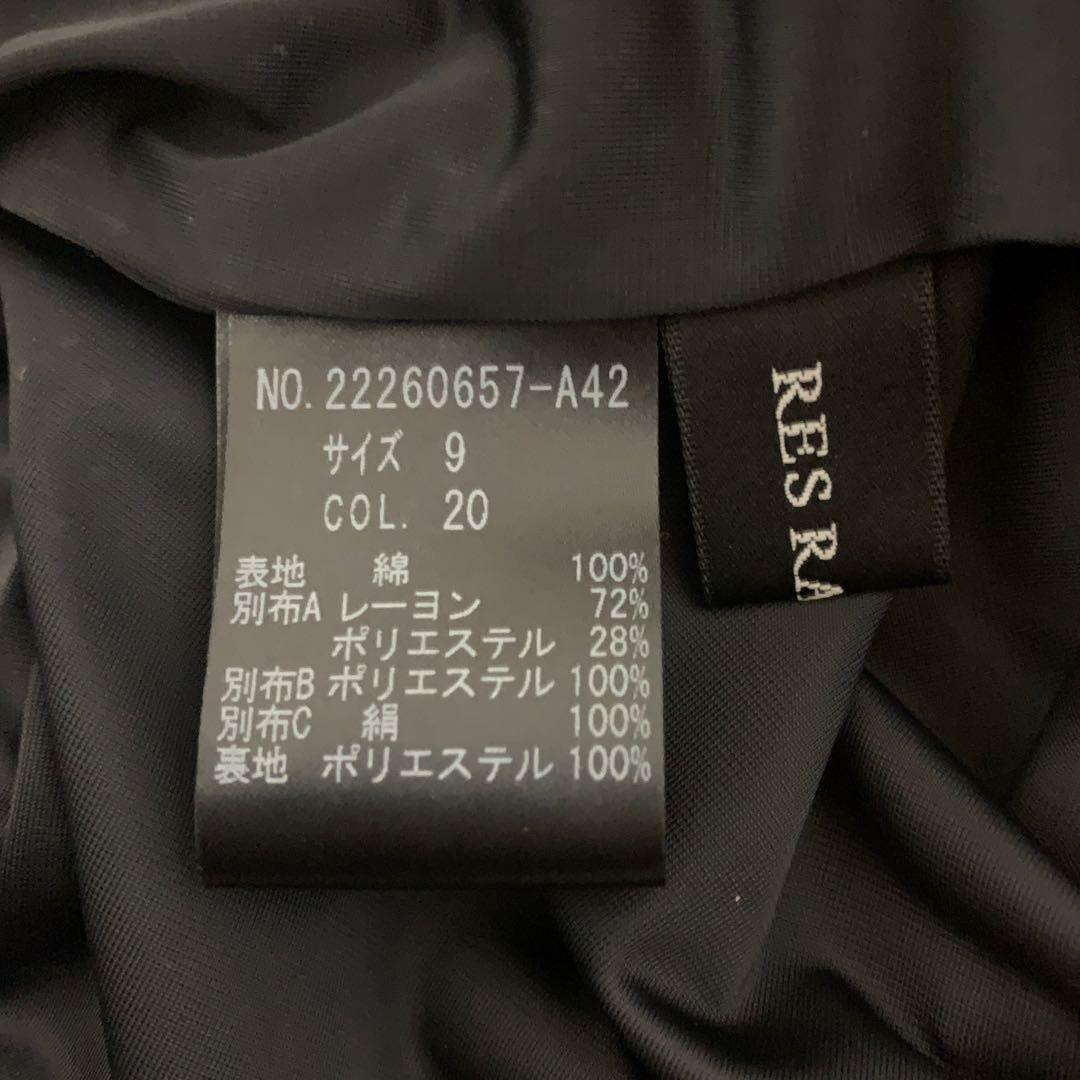 NO. 22260657-A42
サイズ 9
COL. 20
表地 綿 100%
別布A レーヨン 72%
ポリエステル 28%
別布B ポリエステル 100%
別布C 絹 100%
裏地 ポリエステル 100%
RES RA